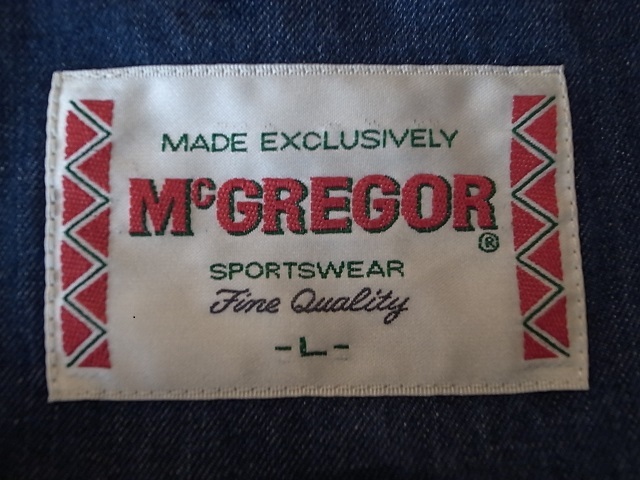 MADE EXCLUSIVELY
McGREGOR®
SPORTSWEAR
Fine Quality
-L-